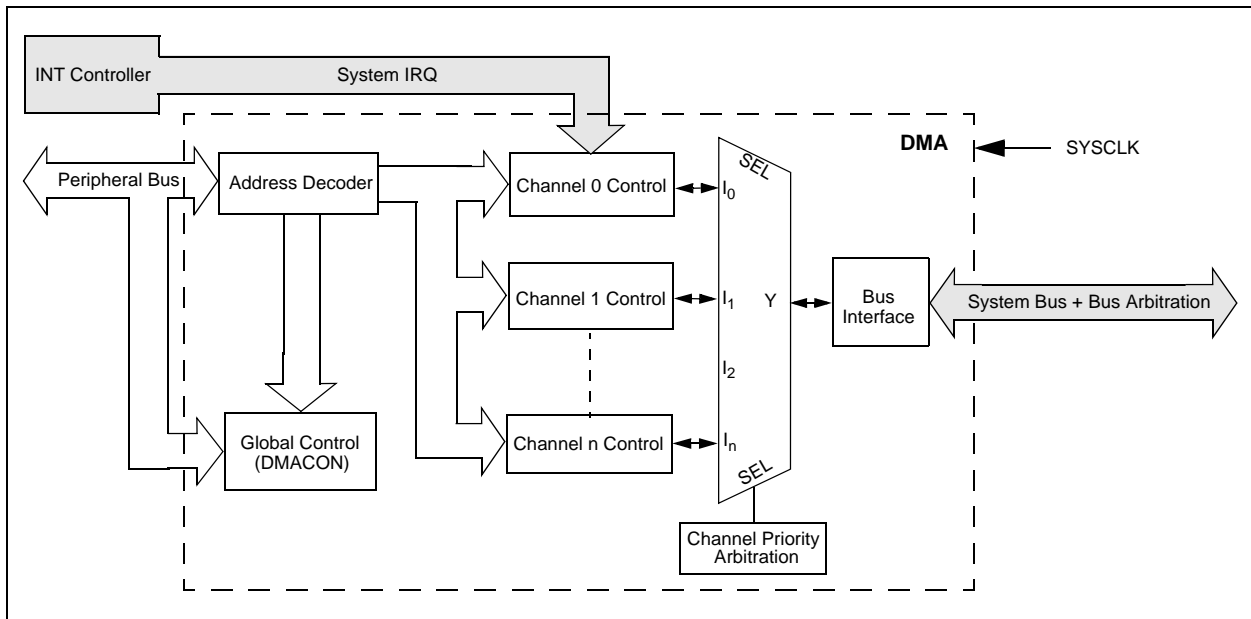 INT Controller
System IRQ
DMA
SYSCLK
Peripheral Bus
Address Decoder
Channel 0 Control
SEL
I0
Channel 1 Control
I1
Y
Bus
Interface
System Bus + Bus Arbitration
I2
Global Control
(DMACON)
Channel n Control
In
SEL
Channel Priority
Arbitration